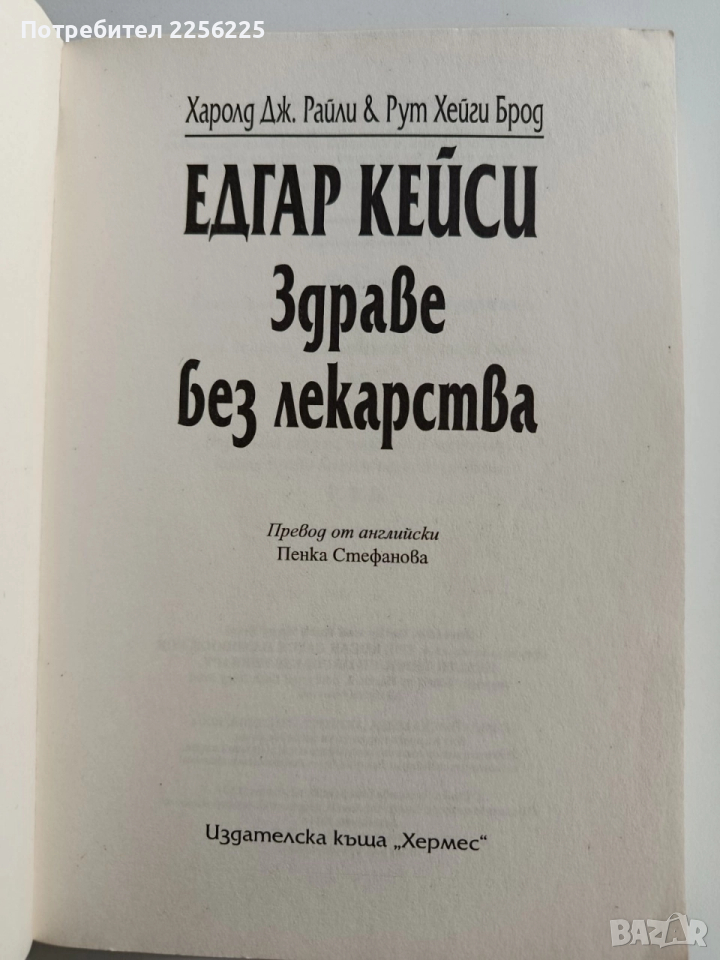 Потребител 2256225
Харолд Дж. Райли & Рут Хейги Брод
ЕДГАР КЕЙСИ
Здраве
без лекарства
Превод от английски
Пенка Стефанова
Издателска къща „Хермес“
BAZAR